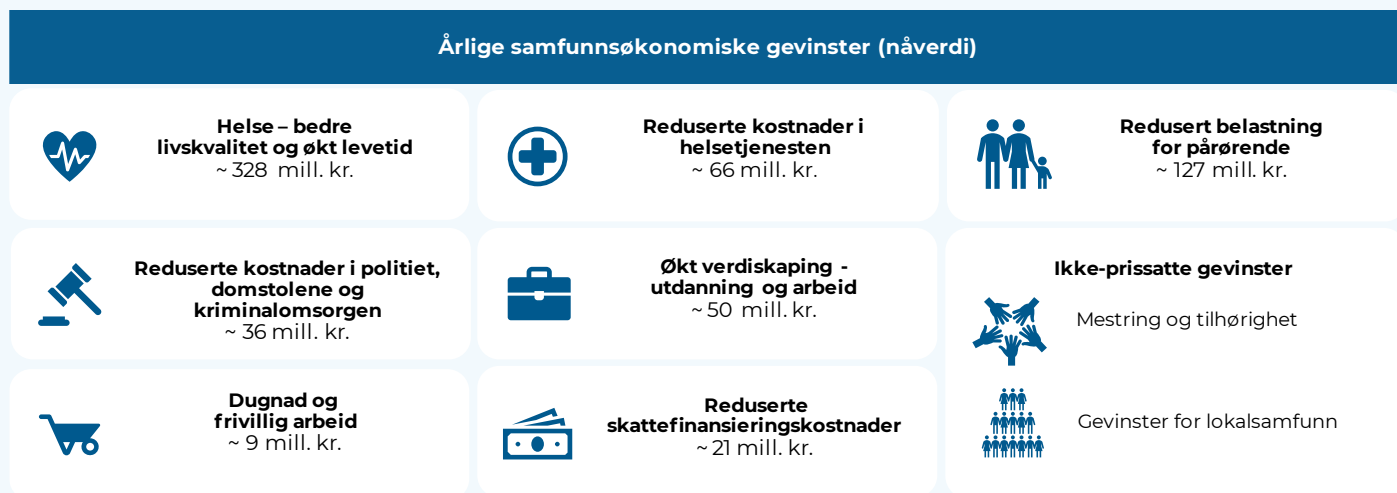 Årlige samfunnsøkonomiske gevinster (nåverdi)
Helse – bedre
livskvalitet og økt levetid
~ 328 mill. kr.
Reduserte kostnader i
helsetjenesten
~ 66 mill. kr.
Redusert belastning
for pårørende
~ 127 mill. kr.
Reduserte kostnader i politiet,
domstolene og
kriminalomsorgen
~ 36 mill. kr.
Økt verdiskaping -
utdanning og arbeid
~ 50 mill. kr.
Ikke-prissatte gevinster
Mestring og tilhørighet
Gevinster for lokalsamfunn
Dugnad og
frivillig arbeid
~ 9 mill. kr.
Reduserte
skattefinansieringskostnader
~ 21 mill. kr.